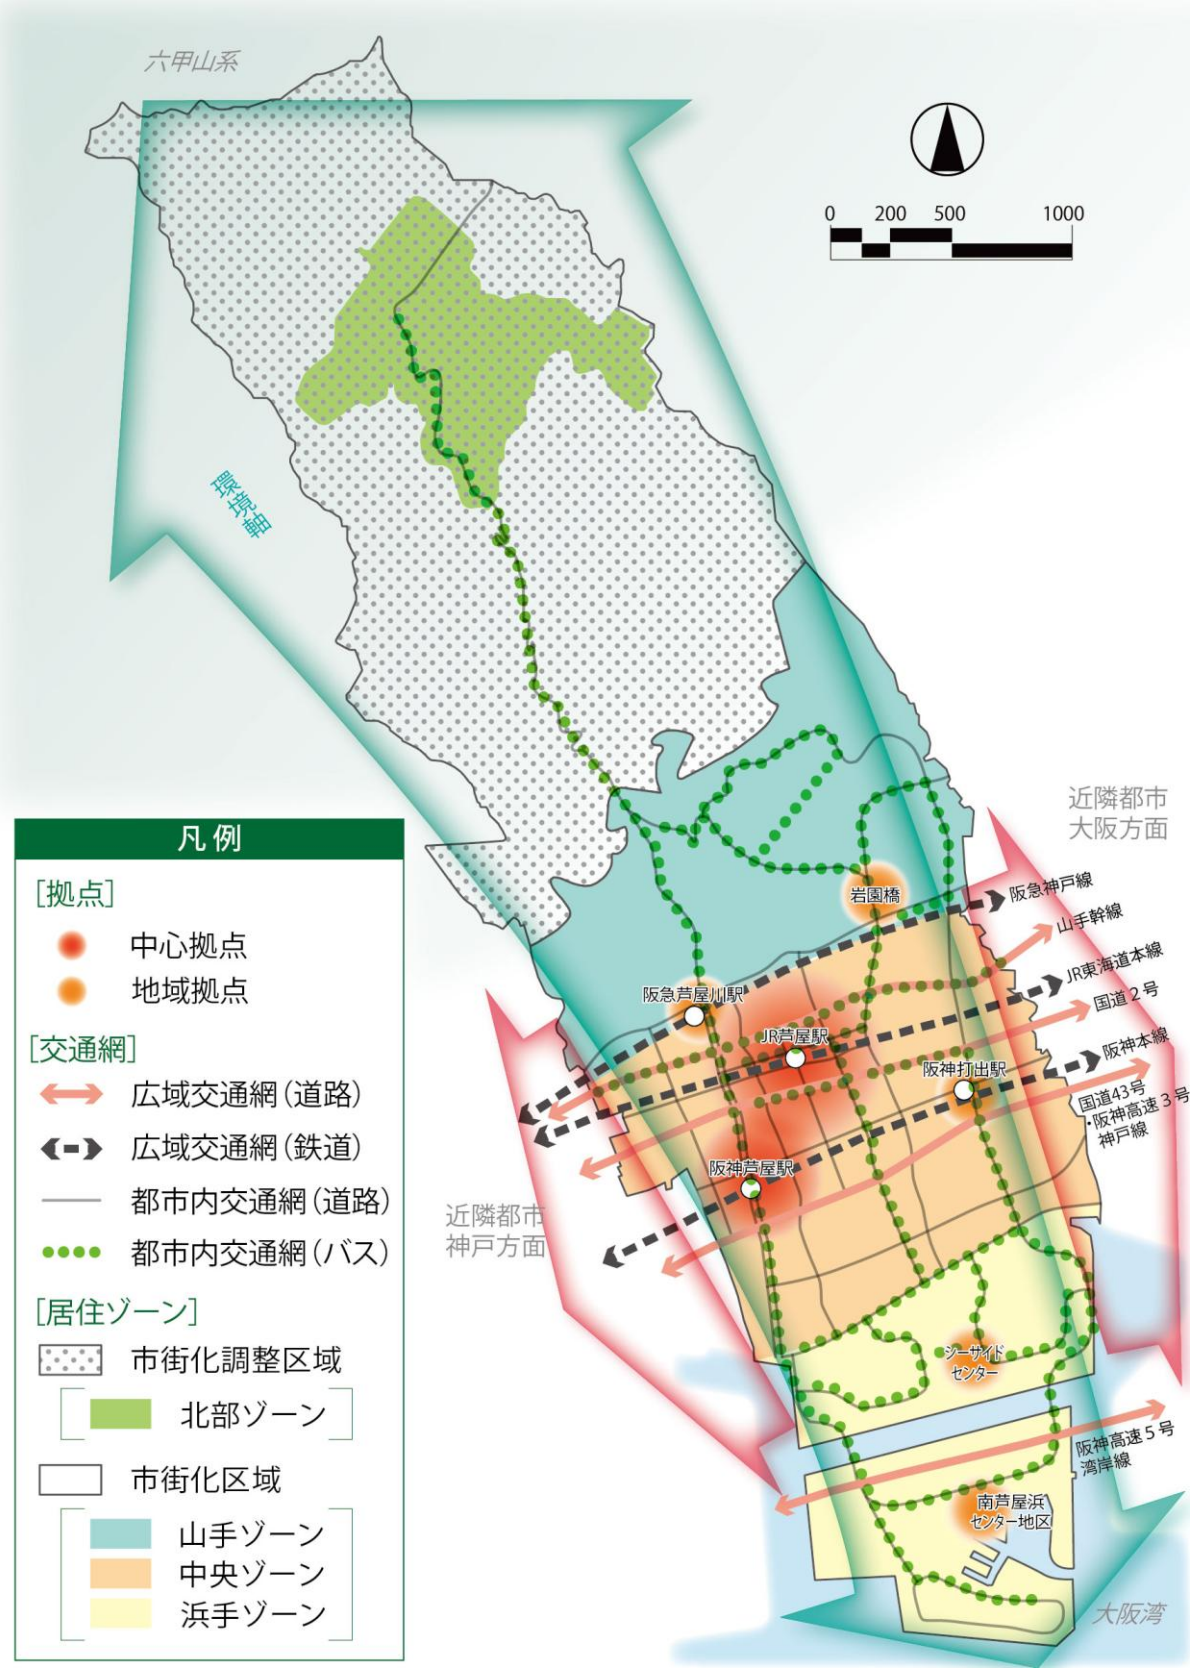 六甲山系
0 200 500 1000
環境軸
近隣都市
大阪方面
岩園橋
阪急神戸線
山手幹線
JR東海道本線
国道2号
阪神本線
国道43号
・阪神高速3号
神戸線
阪急芦屋川駅
JR芦屋駅
阪神打出駅
阪神芦屋駅
近隣都市
神戸方面
シーサイド
センター
阪神高速5号
湾岸線
南芦屋浜
センター地区
大阪湾
凡例
[拠点]
中心拠点
地域拠点
[交通網]
広域交通網(道路)
広域交通網(鉄道)
都市内交通網(道路)
都市内交通網(バス)
[居住ゾーン]
市街化調整区域
北部ゾーン
市街化区域
山手ゾーン
中央ゾーン
浜手ゾーン